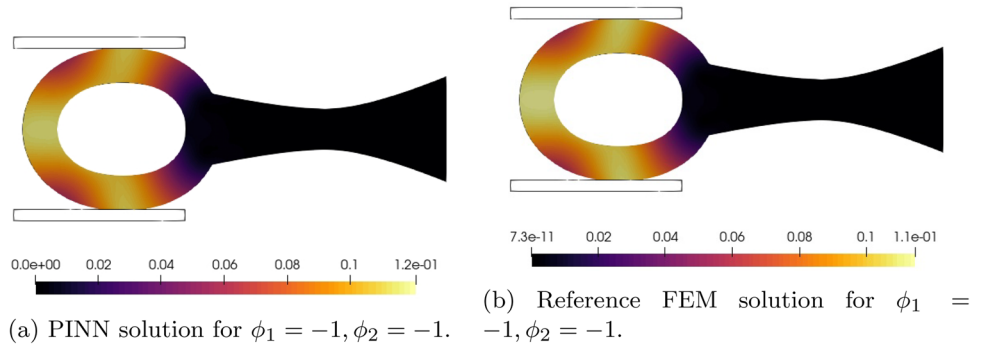 0.0e+00 0.02 0.04 0.06 0.08 0.1 1.2e-01
(a) PINN solution for ϕ₁ = −1, ϕ₂ = −1.
7.3e-11 0.02 0.04 0.06 0.08 0.1 1.1e-01
(b) Reference FEM solution for ϕ₁ =
−1, ϕ₂ = −1.